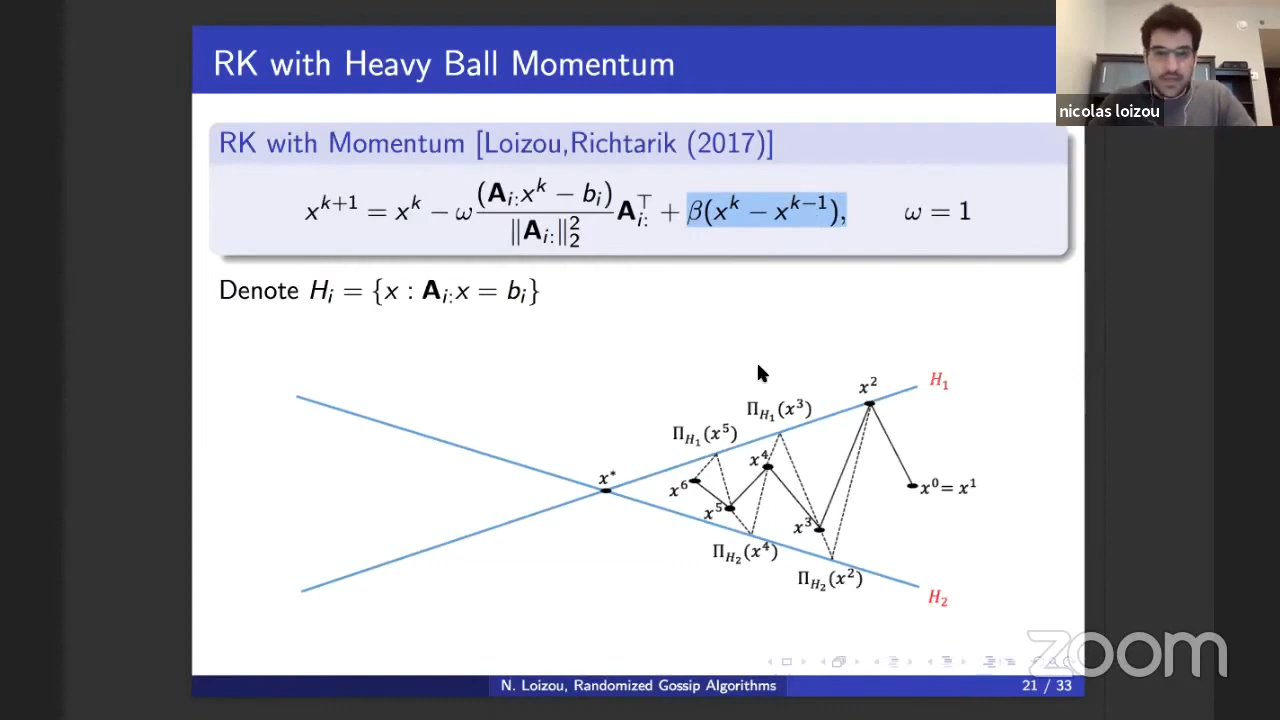 RK with Heavy Ball Momentum
nicolas loizou
RK with Momentum [Loizou,Richtarik (2017)]
x^{k+1} = x^k − ω \frac{(A_{i:}x^k − b_i)}{‖A_{i:}‖_2^2} A_{i:}^⊤ + β(x^k − x^{k−1}), ω = 1
Denote H_i = {x : A_{i:}x = b_i}
x^2
H_1
Π_{H_1}(x^3)
Π_{H_1}(x^5)
x^4
x^*
x^6
x^0 = x^1
x^5
x^3
Π_{H_2}(x^4)
Π_{H_2}(x^2)
H_2
zoom
N. Loizou, Randomized Gossip Algorithms
21 / 33